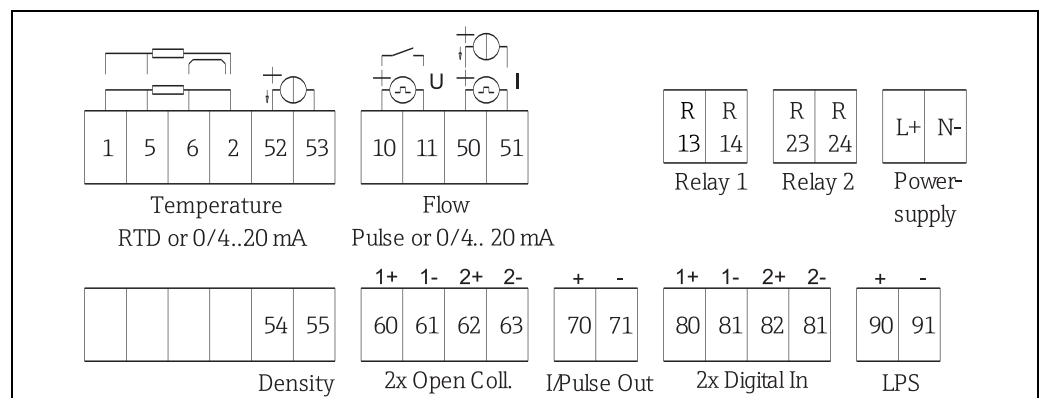 +
+ U + I
R R R R
1 5 6 2 52 53 10 11 50 51 13 14 23 24 L+ N-
Temperature Flow Relay 1 Relay 2 Power-
RTD or 0/4..20 mA Pulse or 0/4.. 20 mA supply
1+ 1- 2+ 2- + - 1+ 1- 2+ 2- + -
54 55 60 61 62 63 70 71 80 81 82 81 90 91
Density 2x Open Coll. I/Pulse Out 2x Digital In LPS